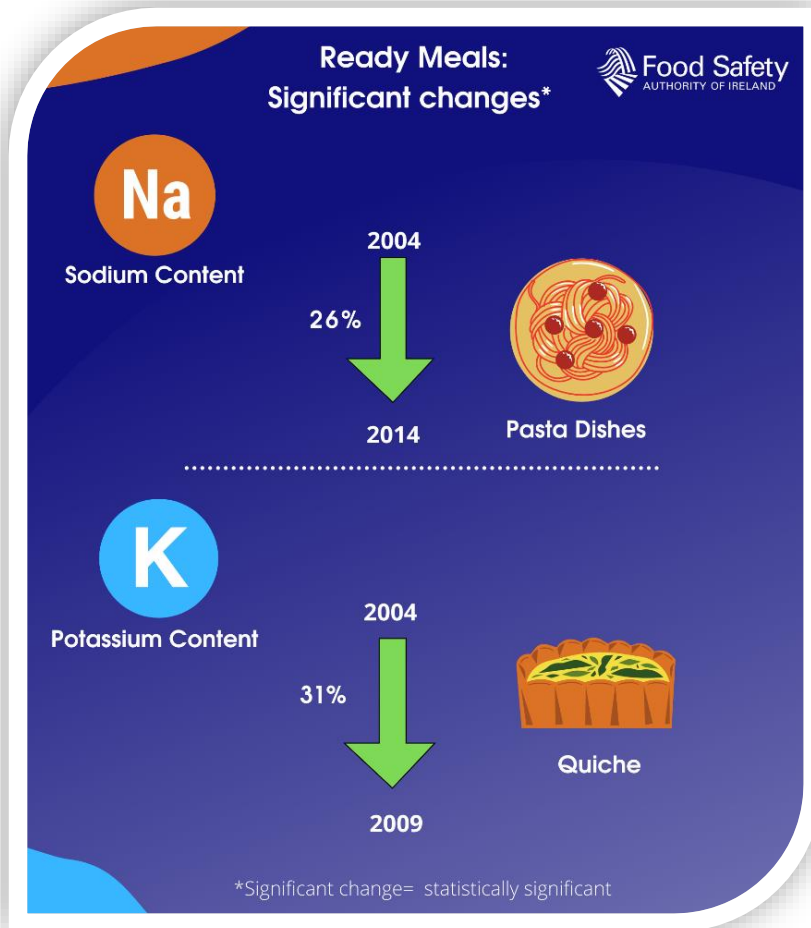 Ready Meals:
Significant changes*
Food Safety
AUTHORITY OF IRELAND
Na
Sodium Content
2004
26%
2014
Pasta Dishes
K
Potassium Content
2004
31%
2009
Quiche
*Significant change= statistically significant